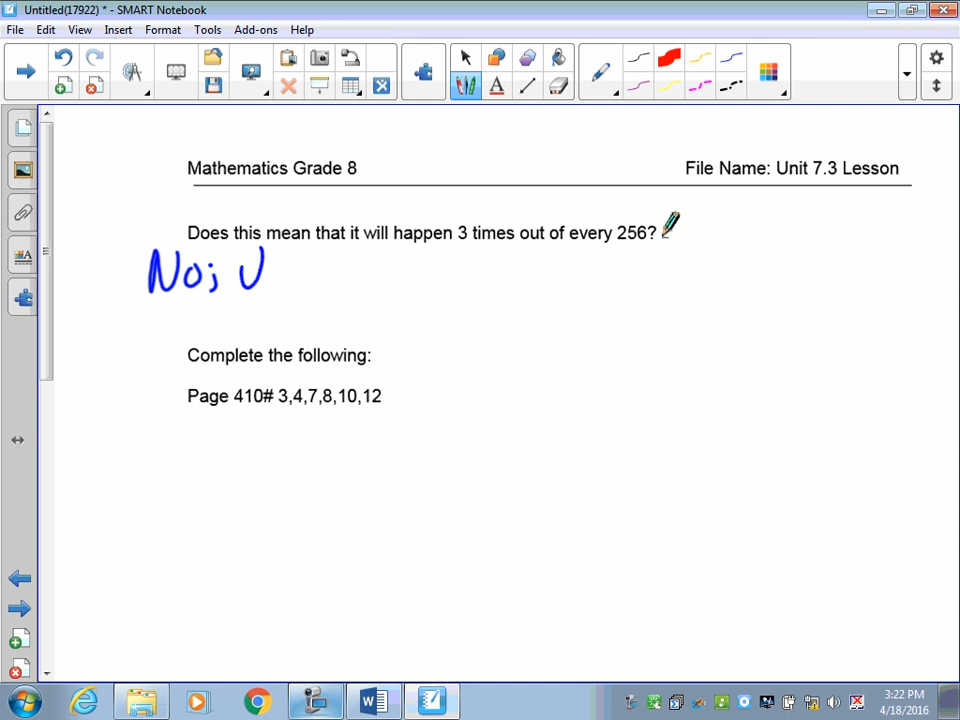 Untitled(17922) * - SMART Notebook
File Edit View Insert Format Tools Add-ons Help
Mathematics Grade 8 File Name: Unit 7.3 Lesson
Does this mean that it will happen 3 times out of every 256?
No; U
Complete the following:
Page 410# 3,4,7,8,10,12
3:22 PM
4/18/2016